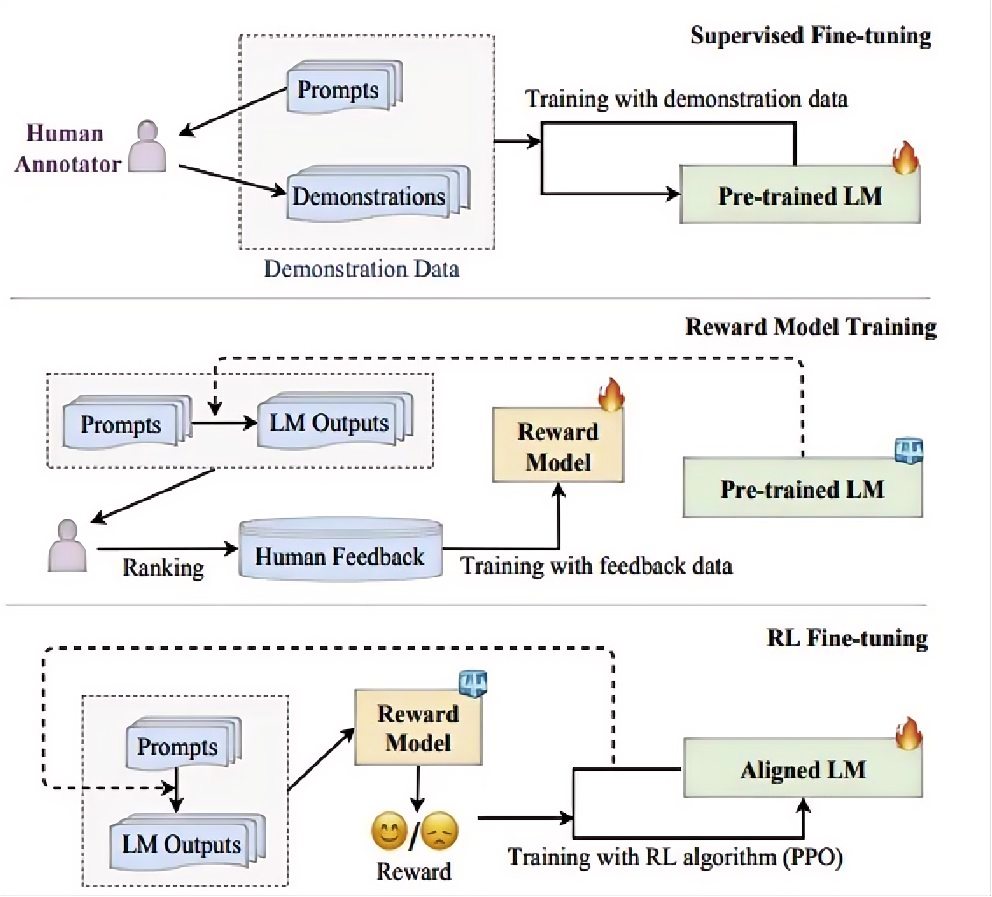 Supervised Fine-tuning
Prompts
Training with demonstration data
Human
Annotator
Demonstrations
Pre-trained LM
Demonstration Data
Reward Model Training
Prompts
LM Outputs
Reward
Model
Pre-trained LM
Human Feedback
Ranking
Training with feedback data
RL Fine-tuning
Prompts
Reward
Model
Aligned LM
LM Outputs
/
Reward
Training with RL algorithm (PPO)